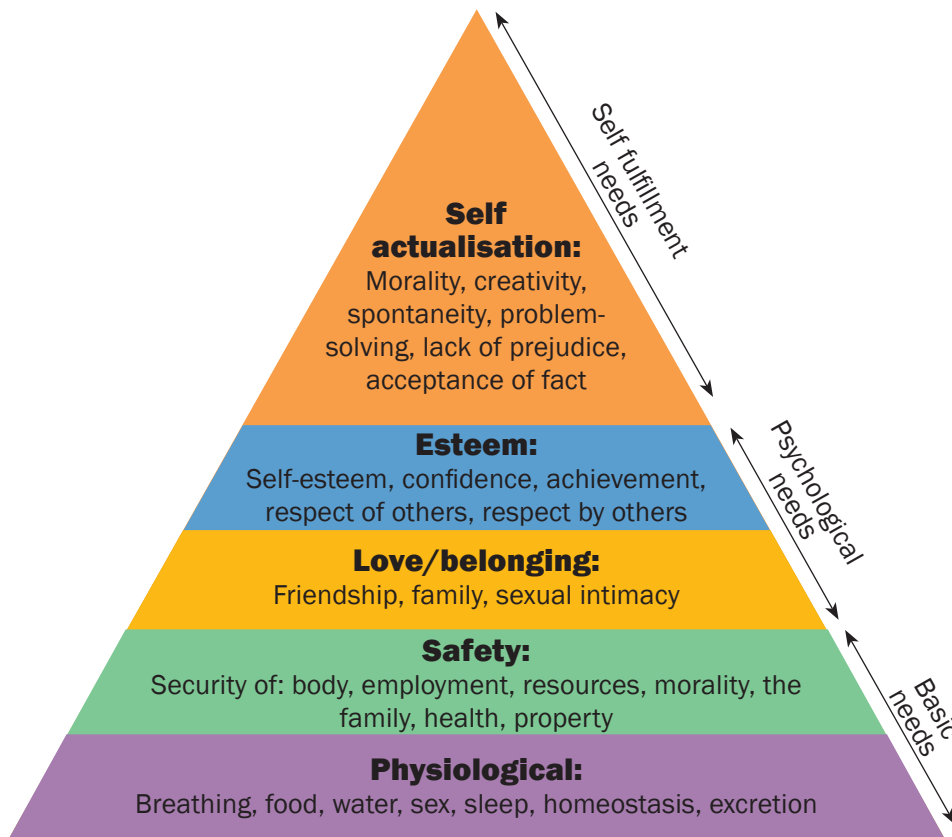 Self fulfillment
needs
Self
actualisation:
Morality, creativity,
spontaneity, problem-
solving, lack of prejudice,
acceptance of fact
Psychological
needs
Esteem:
Self-esteem, confidence, achievement,
respect of others, respect by others
Love/belonging:
Friendship, family, sexual intimacy
Basic
needs
Safety:
Security of: body, employment, resources, morality, the
family, health, property
Physiological:
Breathing, food, water, sex, sleep, homeostasis, excretion